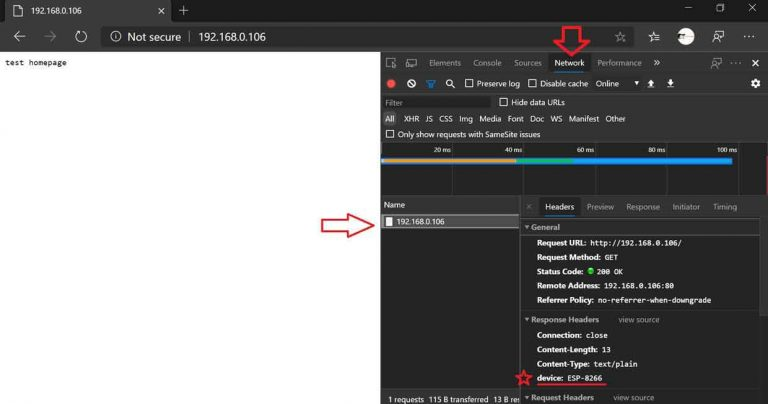 192.168.0.106
Not secure 192.168.0.106
test homepage
Elements Console Sources Network Performance
Preserve log Disable cache Online
Filter Hide data URLs
All XHR JS CSS Img Media Font Doc WS Manifest Other
Only show requests with SameSite issues
20 ms 40 ms 60 ms 80 ms 100 ms
Name
192.168.0.106
Headers Preview Response Initiator Timing
General
Request URL: http://192.168.0.106/
Request Method: GET
Status Code: 200 OK
Remote Address: 192.168.0.106:80
Referrer Policy: no-referrer-when-downgrade
Response Headers view source
Connection: close
Content-Length: 13
Content-Type: text/plain
device: ESP-8266
Request Headers view source
1 requests 115 B transferred 13 B re